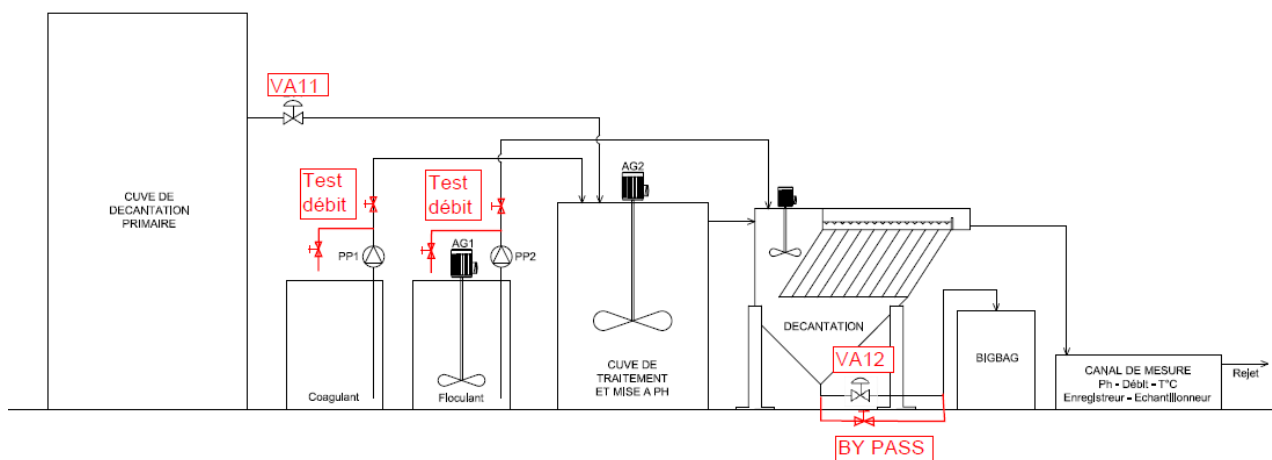 VA11
AG2
Test
débit
Test
débit
CUVE DE
DECANTATION
PRIMAIRE
PP1
AG1
PP2
DECANTATION
BIGBAG
VA12
CUVE DE
TRAITEMENT
ET MISE A PH
CANAL DE MESURE
Ph - Débit - T°C
Enregistreur - Echantillonneur
Rejet
Coagulant
Floculant
BY PASS